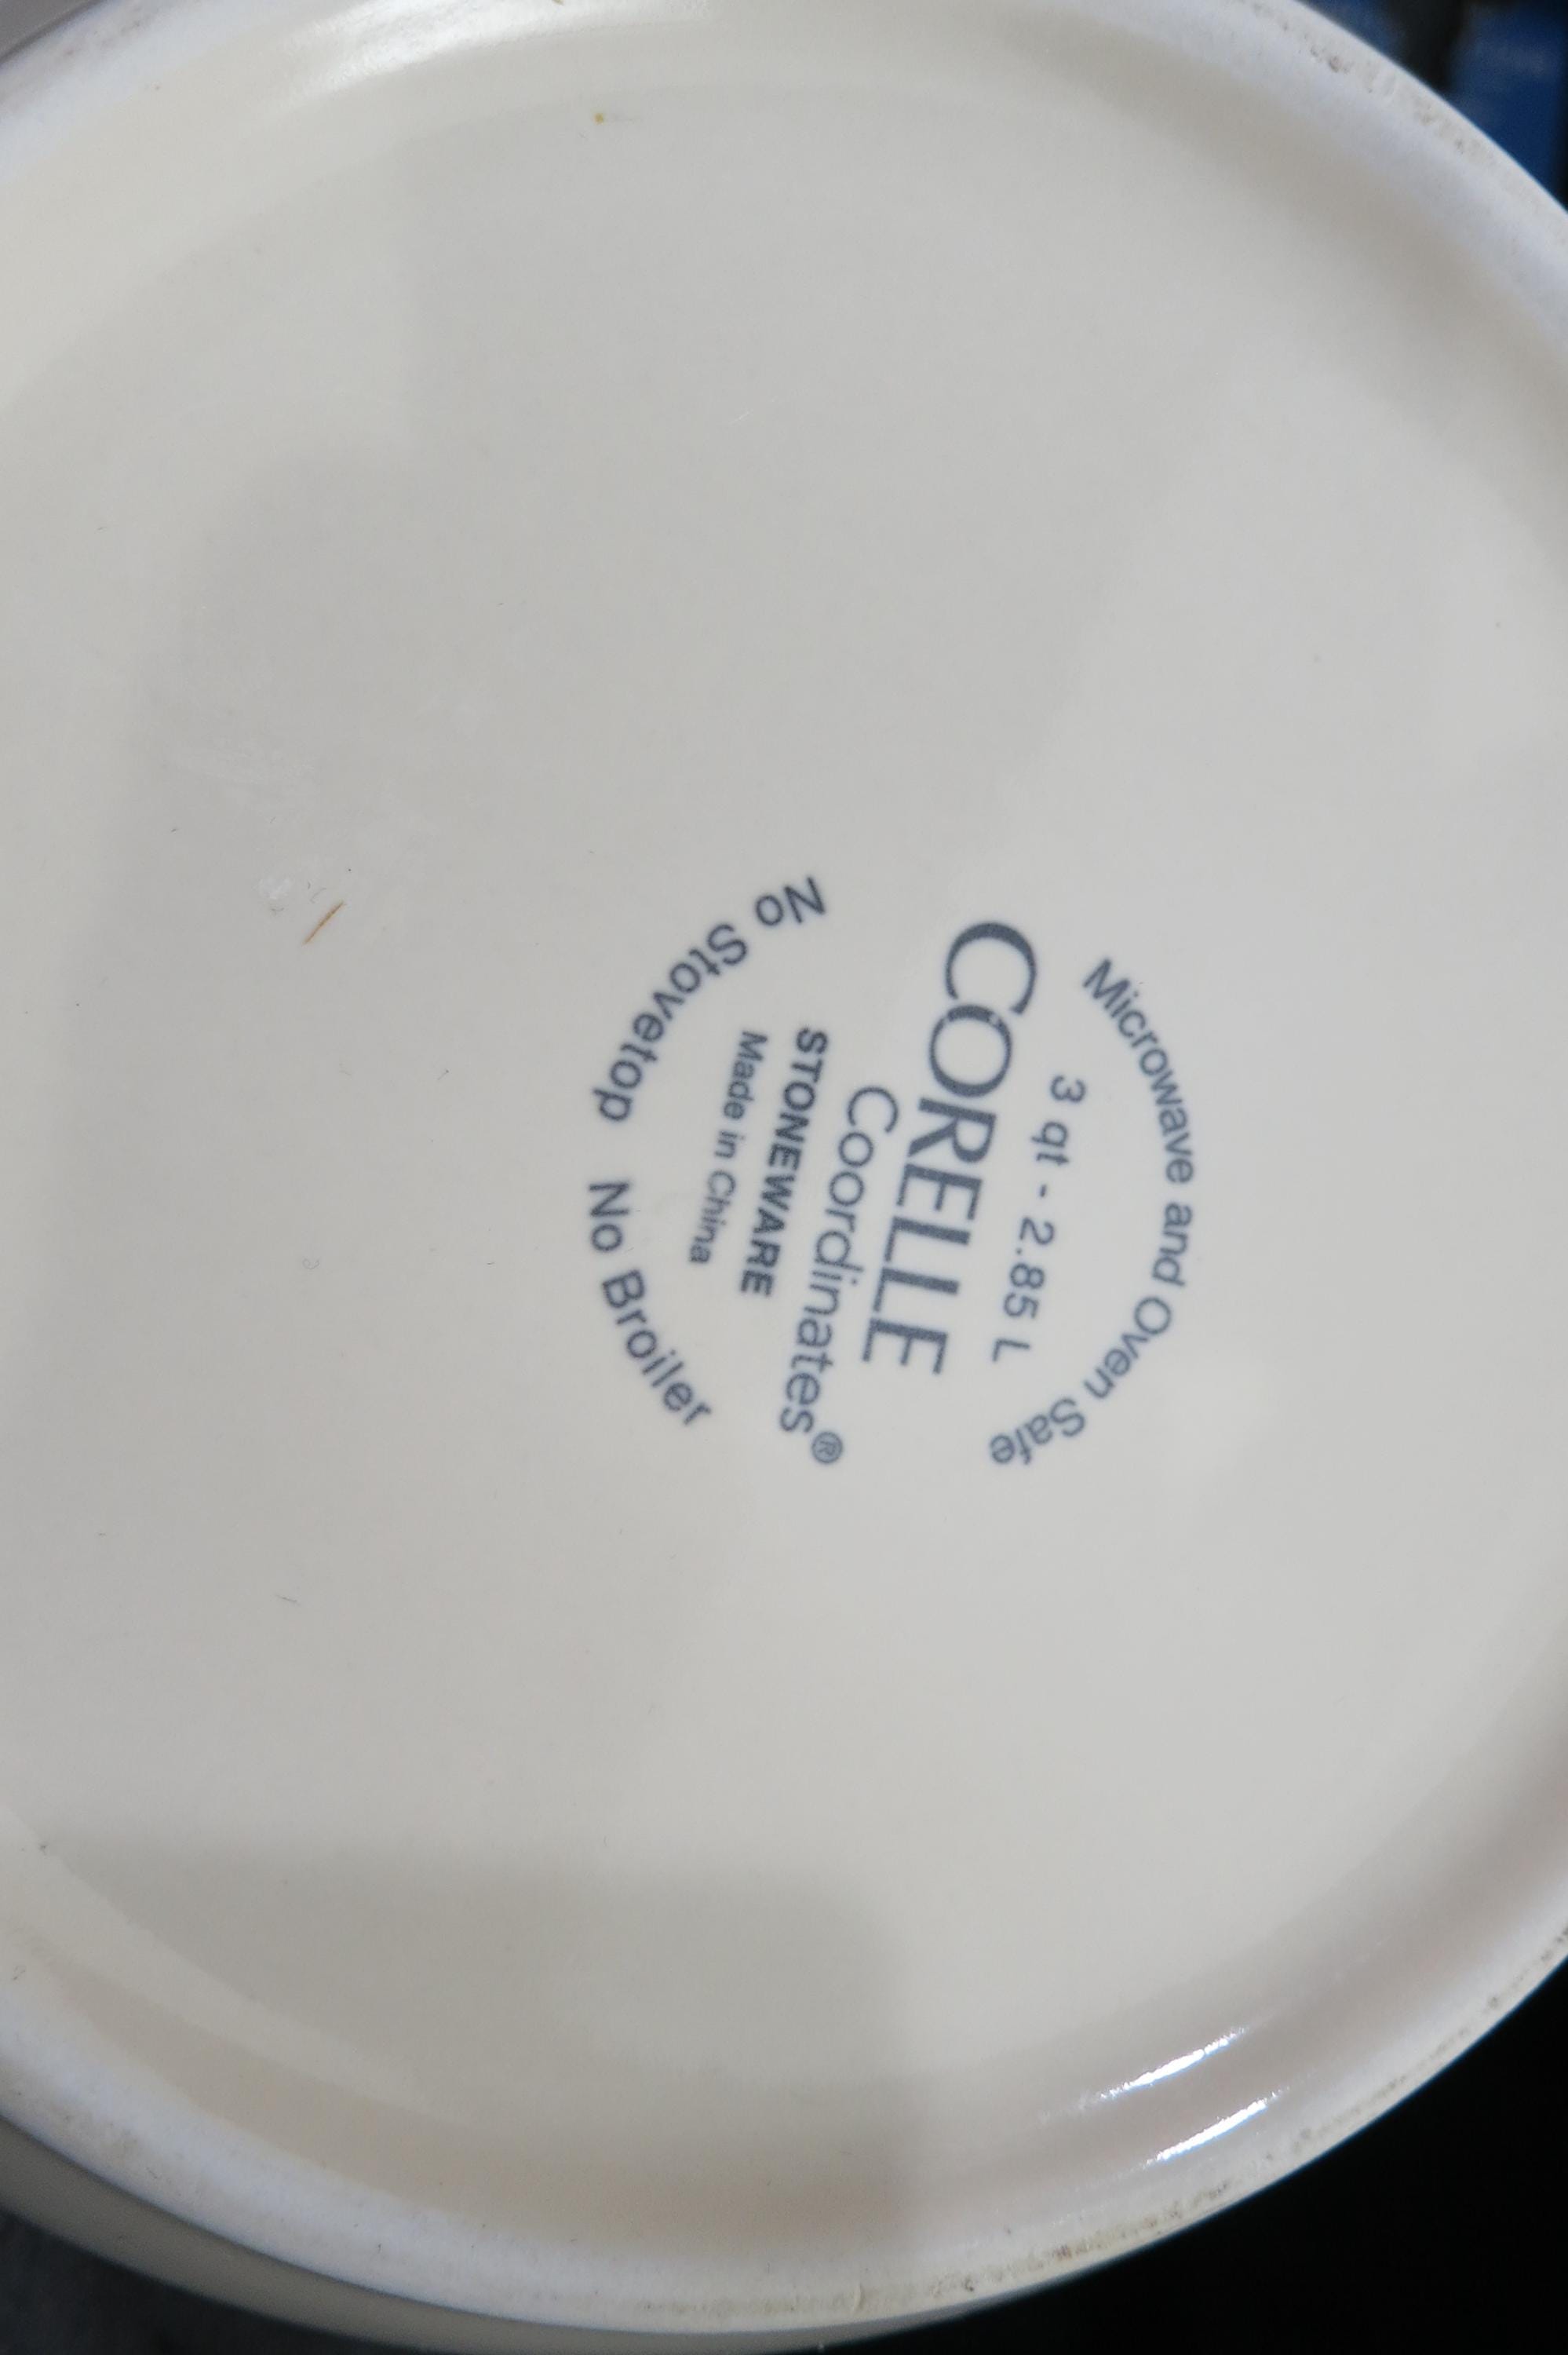 Microwave and Oven Safe
3 qt - 2.85 L
CORELLE
Coordinates®
STONEWARE
Made in China
No Stovetop No Broiler